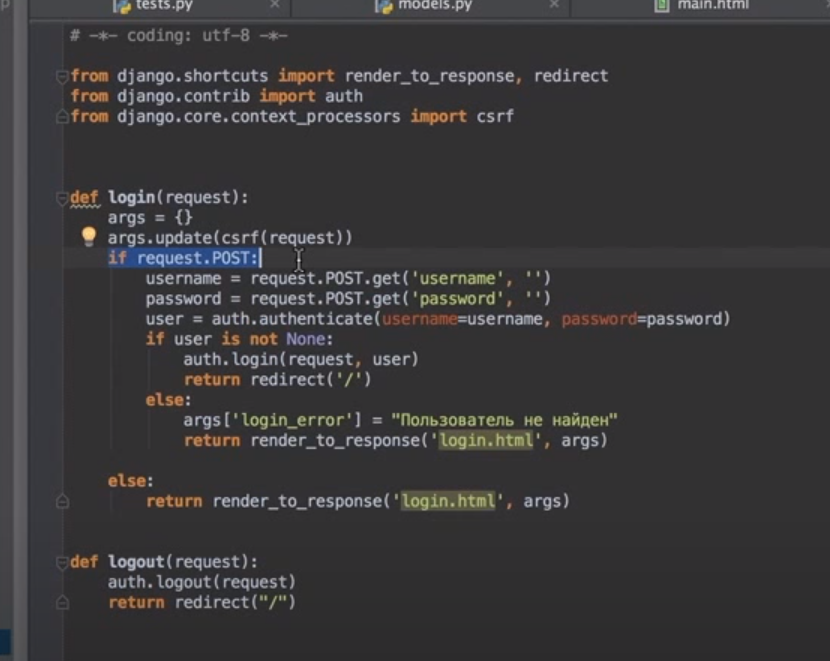 tests.py
models.py
main.html
# -*- coding: utf-8 -*-
from django.shortcuts import render_to_response, redirect
from django.contrib import auth
from django.core.context_processors import csrf
def login(request):
    args = {}
    args.update(csrf(request))
    if request.POST:
        username = request.POST.get('username', '')
        password = request.POST.get('password', '')
        user = auth.authenticate(username=username, password=password)
        if user is not None:
            auth.login(request, user)
            return redirect('/')
        else:
            args['login_error'] = "Пользователь не найден"
            return render_to_response('login.html', args)
    else:
        return render_to_response('login.html', args)
def logout(request):
    auth.logout(request)
    return redirect("/")